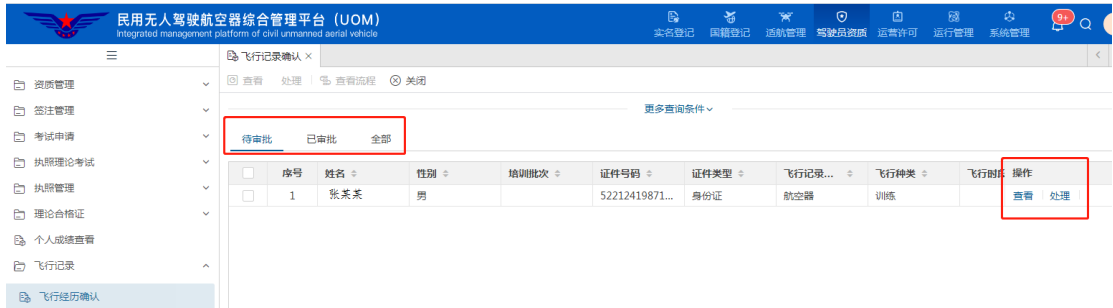 民用无人驾驶航空器综合管理平台（UOM）
Integrated management platform of civil unmanned aerial vehicle
实名登记 国籍登记 适航管理 驾驶员资质 运营许可 运行管理 系统管理 9+
飞行记录确认 ×
查看 处理 查看流程 关闭
资质管理
更多查询条件
签注管理
待审批 已审批 全部
考试申请
执照理论考试
序号 姓名 性别 培训批次 证件号码 证件类型 飞行记录... 飞行种类 飞行时 操作
执照管理
1 张某某 男 52212419871... 身份证 航空器 训练 查看 处理
理论合格证
个人成绩查看
飞行记录
飞行经历确认